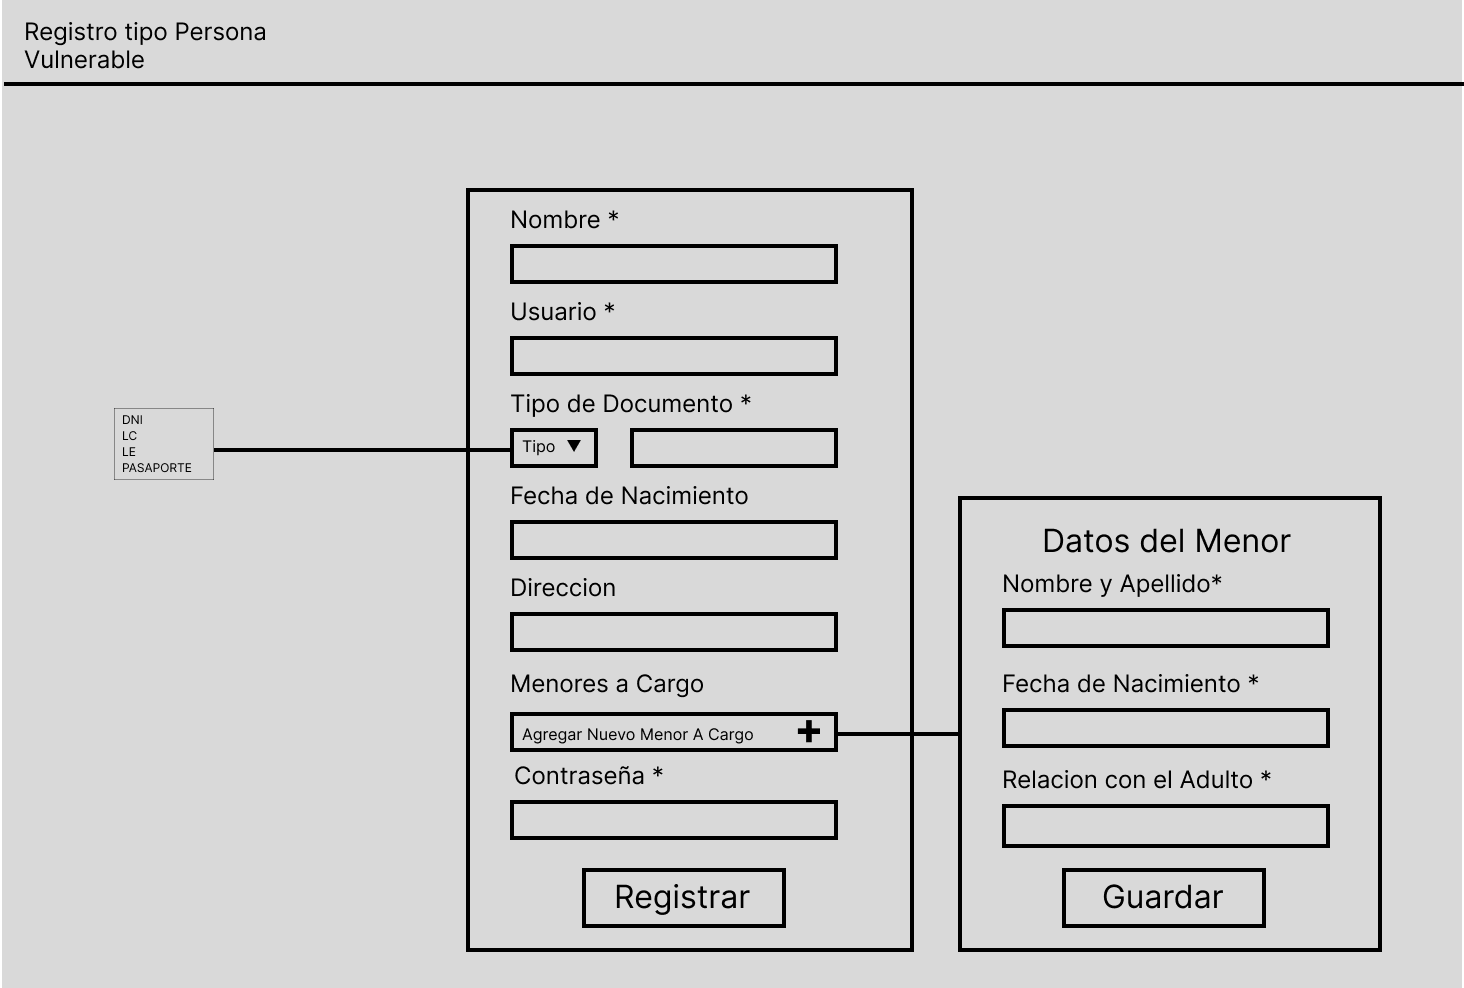 Registro tipo Persona
Vulnerable
Nombre *
Usuario *
Tipo de Documento *
Tipo ▼
DNI
LC
LE
PASAPORTE
Fecha de Nacimiento
Direccion
Menores a Cargo
Agregar Nuevo Menor A Cargo +
Contraseña *
Registrar
Datos del Menor
Nombre y Apellido*
Fecha de Nacimiento *
Relacion con el Adulto *
Guardar